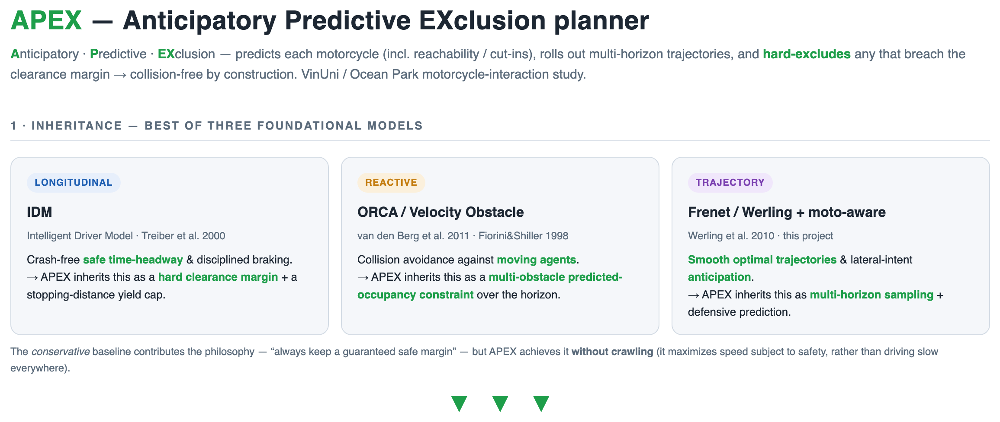 APEX — Anticipatory Predictive EXclusion planner
Anticipatory · Predictive · EXclusion — predicts each motorcycle (incl. reachability / cut-ins), rolls out multi-horizon trajectories, and hard-excludes any that breach the
clearance margin → collision-free by construction. VinUni / Ocean Park motorcycle-interaction study.
1 · INHERITANCE — BEST OF THREE FOUNDATIONAL MODELS
LONGITUDINAL
IDM
Intelligent Driver Model · Treiber et al. 2000
Crash-free safe time-headway & disciplined braking.
→ APEX inherits this as a hard clearance margin + a
stopping-distance yield cap.
REACTIVE
ORCA / Velocity Obstacle
van den Berg et al. 2011 · Fiorini&Shiller 1998
Collision avoidance against moving agents.
→ APEX inherits this as a multi-obstacle predicted-
occupancy constraint over the horizon.
TRAJECTORY
Frenet / Werling + moto-aware
Werling et al. 2010 · this project
Smooth optimal trajectories & lateral-intent
anticipation.
→ APEX inherits this as multi-horizon sampling +
defensive prediction.
The conservative baseline contributes the philosophy — “always keep a guaranteed safe margin” — but APEX achieves it without crawling (it maximizes speed subject to safety, rather than driving slow
everywhere).